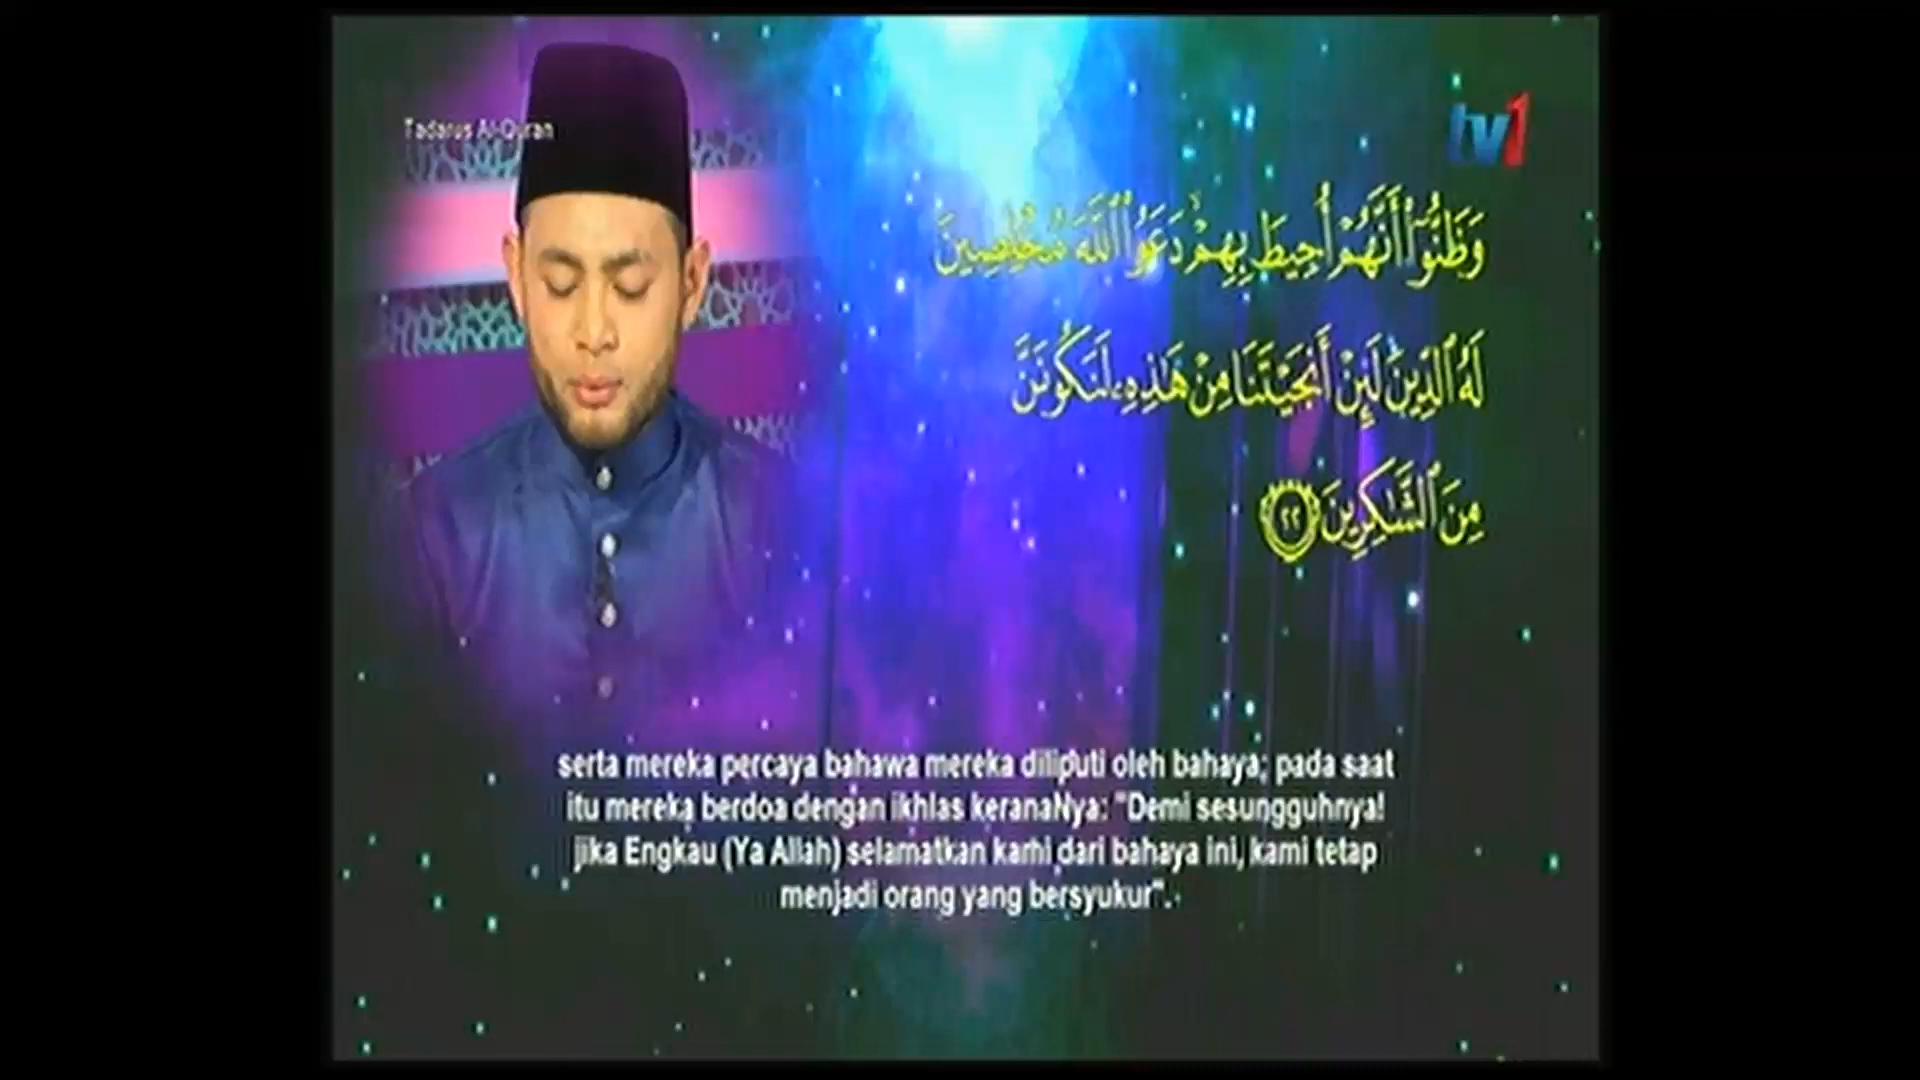 Tadarus Al-Quran
tv1
وَظَنُّوٓا۟ أَنَّهُمْ أُحِيطَ بِهِمْ ۙ دَعَوُا۟ ٱللَّهَ مُخْلِصِينَ
لَهُ ٱلدِّينَ لَئِنْ أَنجَيْتَنَا مِنْ هَـٰذِهِۦ لَنَكُونَنَّ
مِنَ ٱلشَّـٰكِرِينَ ٢٢
serta mereka percaya bahawa mereka diliputi oleh bahaya; pada saat
itu mereka berdoa dengan ikhlas keranaNya: "Demi sesungguhnya!
jika Engkau (Ya Allah) selamatkan kami dari bahaya ini, kami tetap
menjadi orang yang bersyukur".